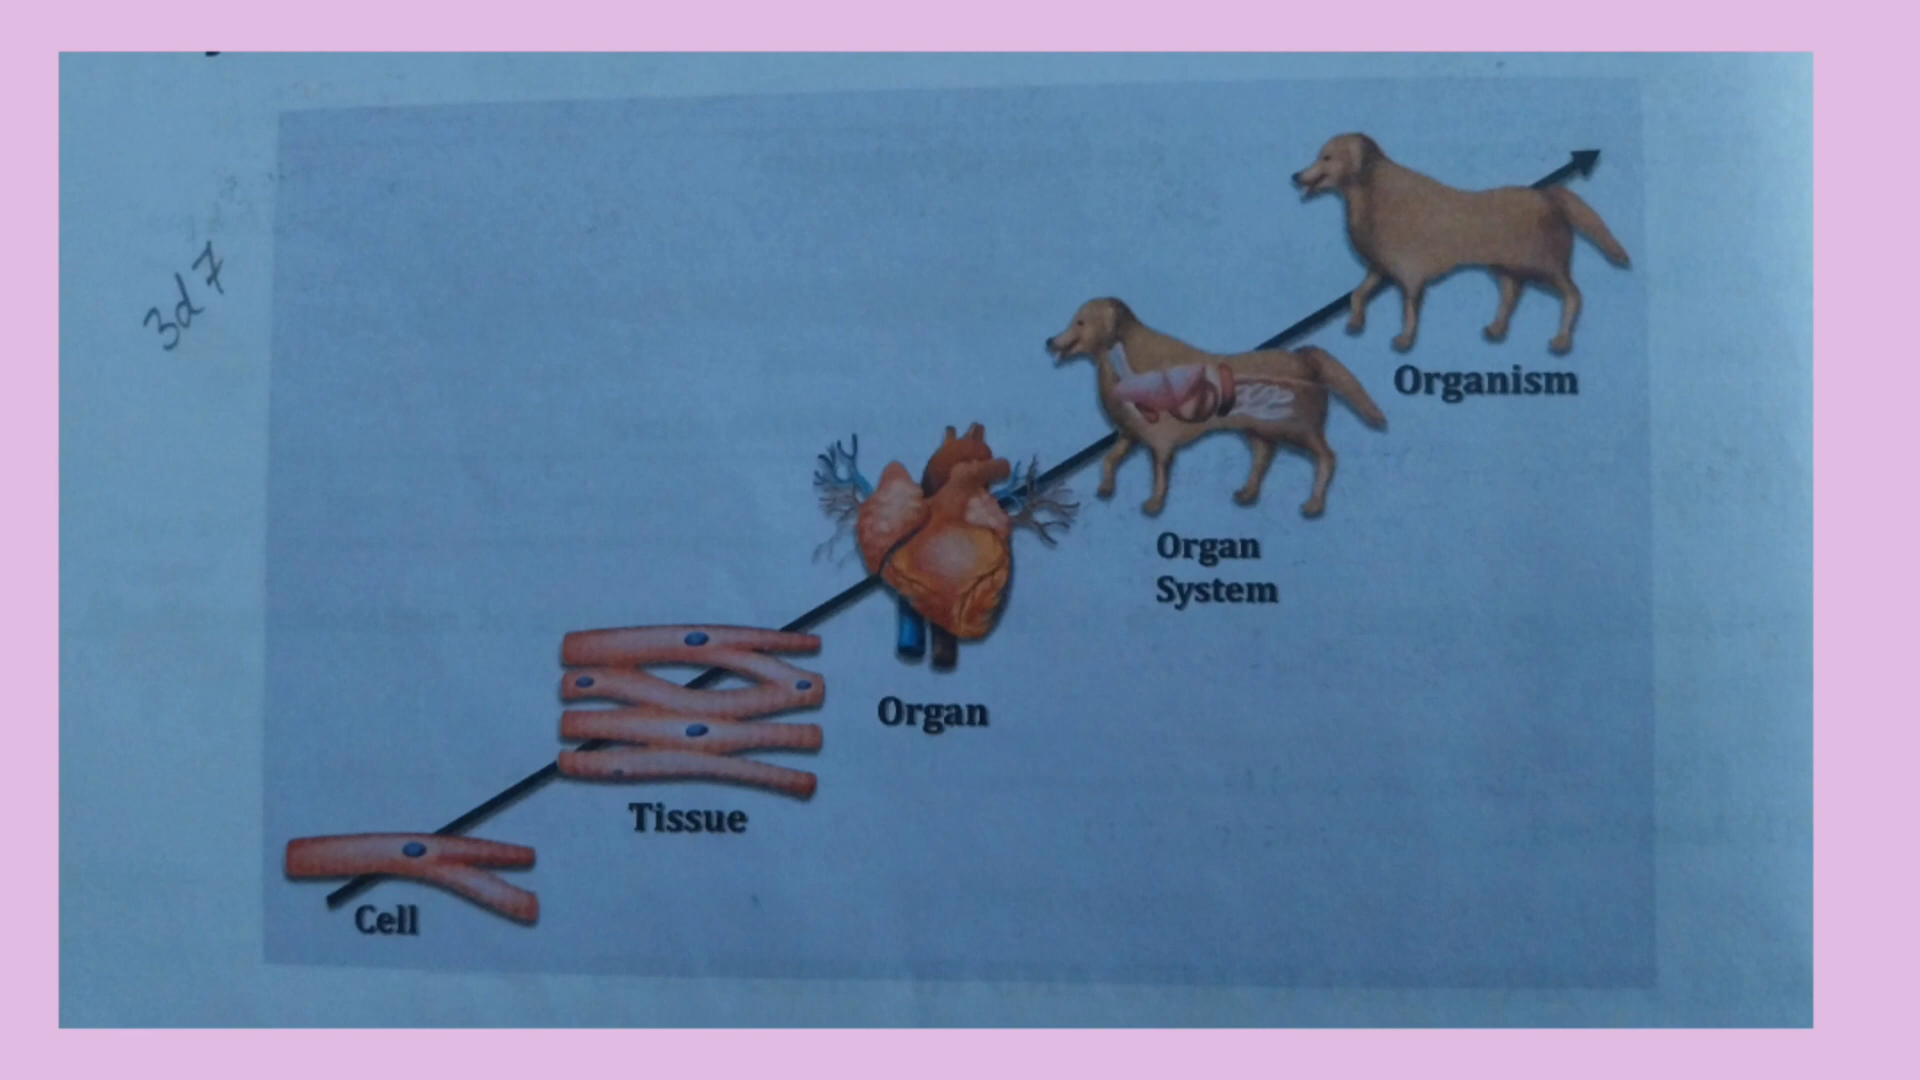 3d7
Organism
Organ
System
Organ
Tissue
Cell